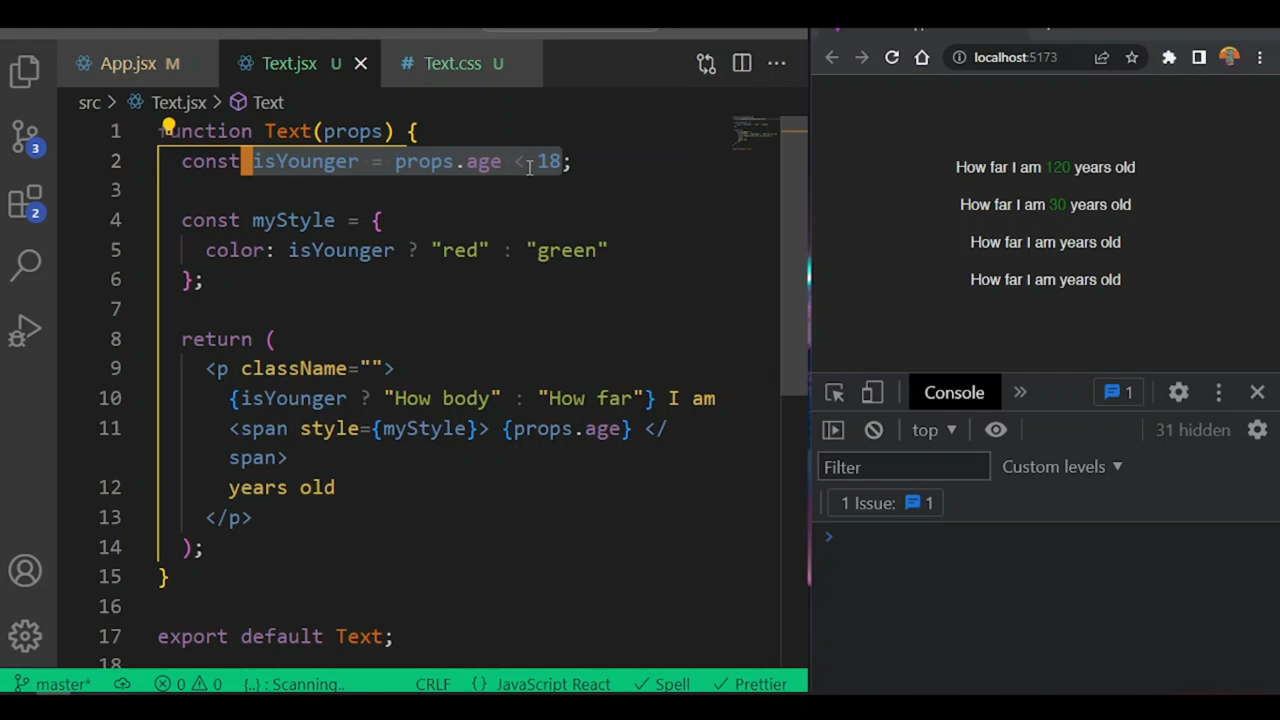 App.jsx M
Text.jsx U
# Text.css U
src > Text.jsx > Text
1 function Text(props) {
2 const isYounger = props.age < 18;
3
4 const myStyle = {
5 color: isYounger ? "red" : "green"
6 };
7
8 return (
9 <p className="">
10 {isYounger ? "How body" : "How far"} I am
11 <span style={myStyle}> {props.age} </
span>
12 years old
13 </p>
14 );
15 }
16
17 export default Text;
18
3
2
master*
0 0
{..} : Scanning..
CRLF
{} JavaScript React
Spell
Prettier
localhost:5173
How far I am 120 years old
How far I am 30 years old
How far I am years old
How far I am years old
Console
1
top
31 hidden
Filter
Custom levels
1 Issue: 1